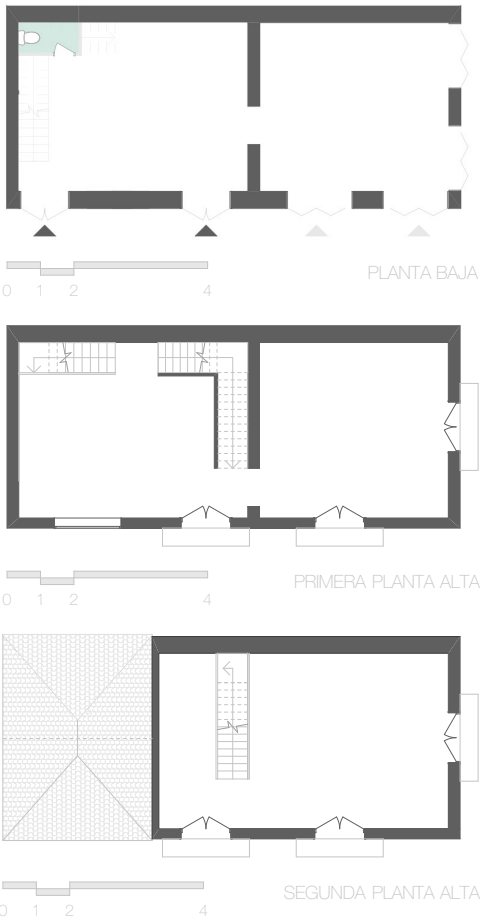 PLANTA BAJA
0 1 2 4
PRIMERA PLANTA ALTA
0 1 2 4
SEGUNDA PLANTA ALTA
0 1 2 4